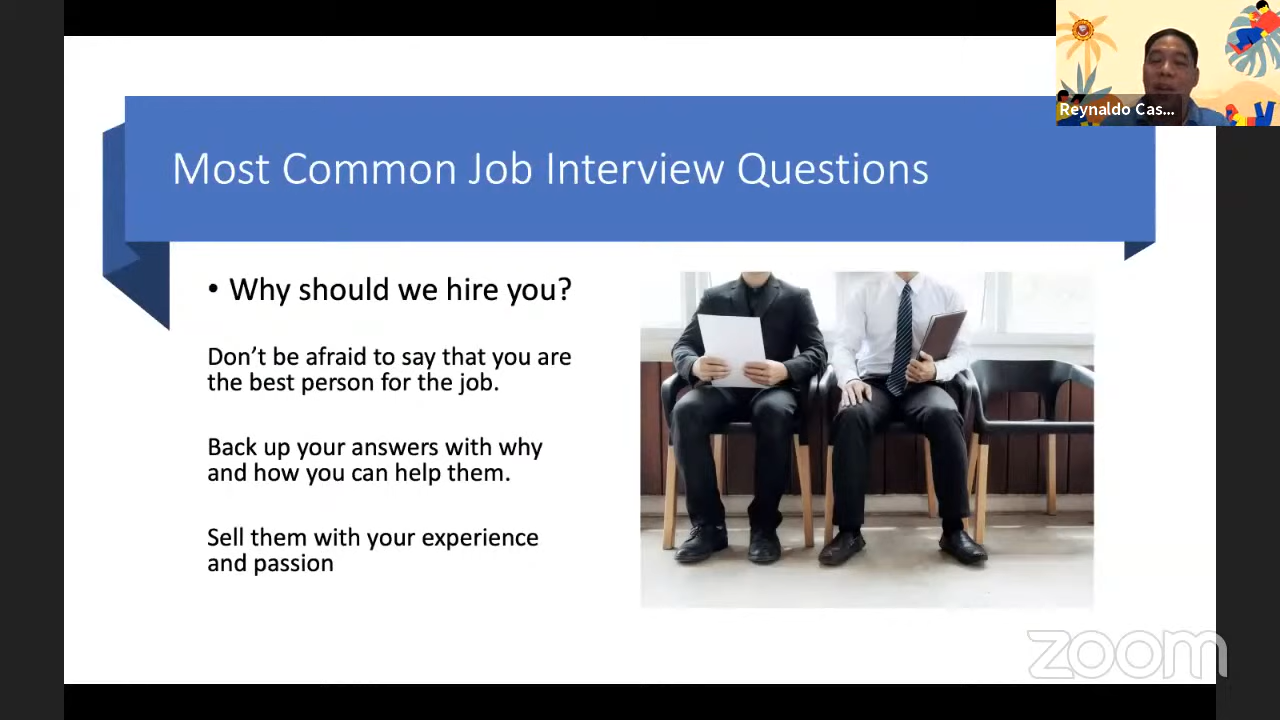 Reynaldo Cas...
Most Common Job Interview Questions
• Why should we hire you?
Don’t be afraid to say that you are
the best person for the job.
Back up your answers with why
and how you can help them.
Sell them with your experience
and passion
zoom